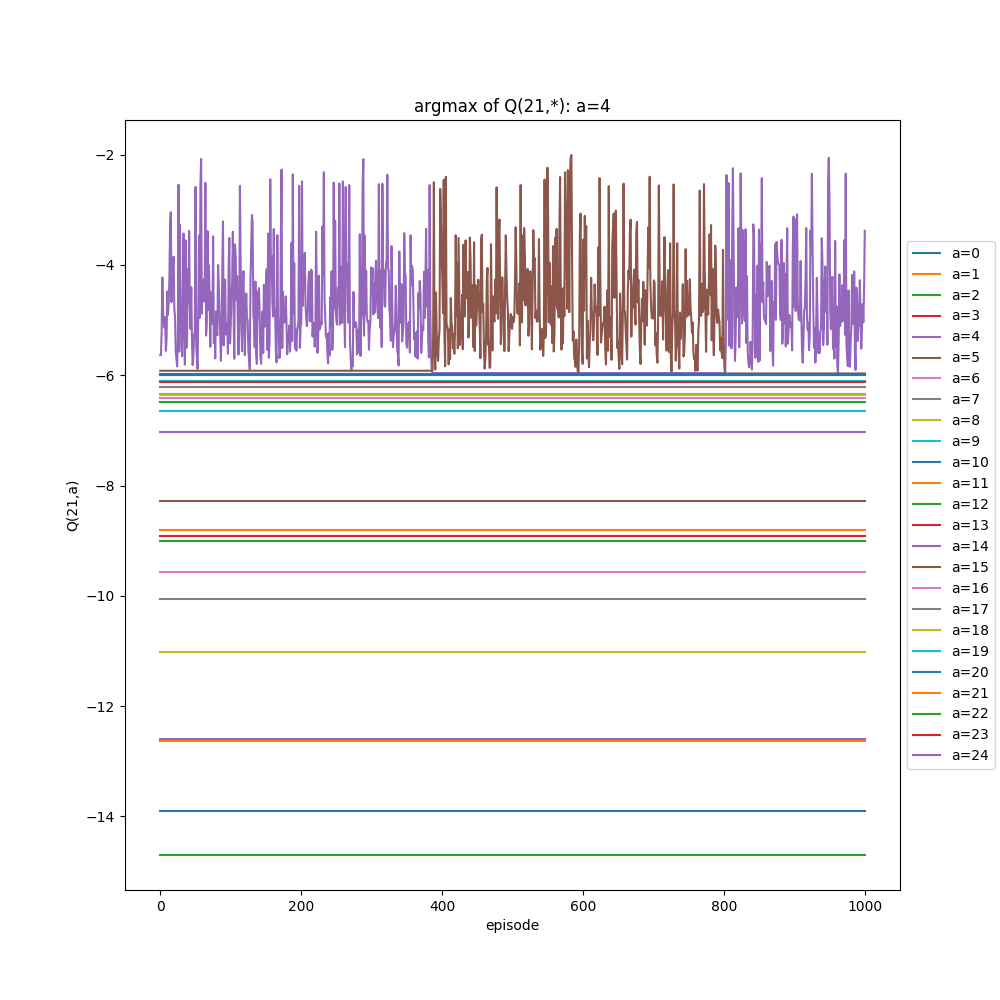 argmax of Q(21,*): a=4
−2
−4
−6
−8
−10
−12
−14
Q(21,a)
0
200
400
600
800
1000
episode
a=0
a=1
a=2
a=3
a=4
a=5
a=6
a=7
a=8
a=9
a=10
a=11
a=12
a=13
a=14
a=15
a=16
a=17
a=18
a=19
a=20
a=21
a=22
a=23
a=24